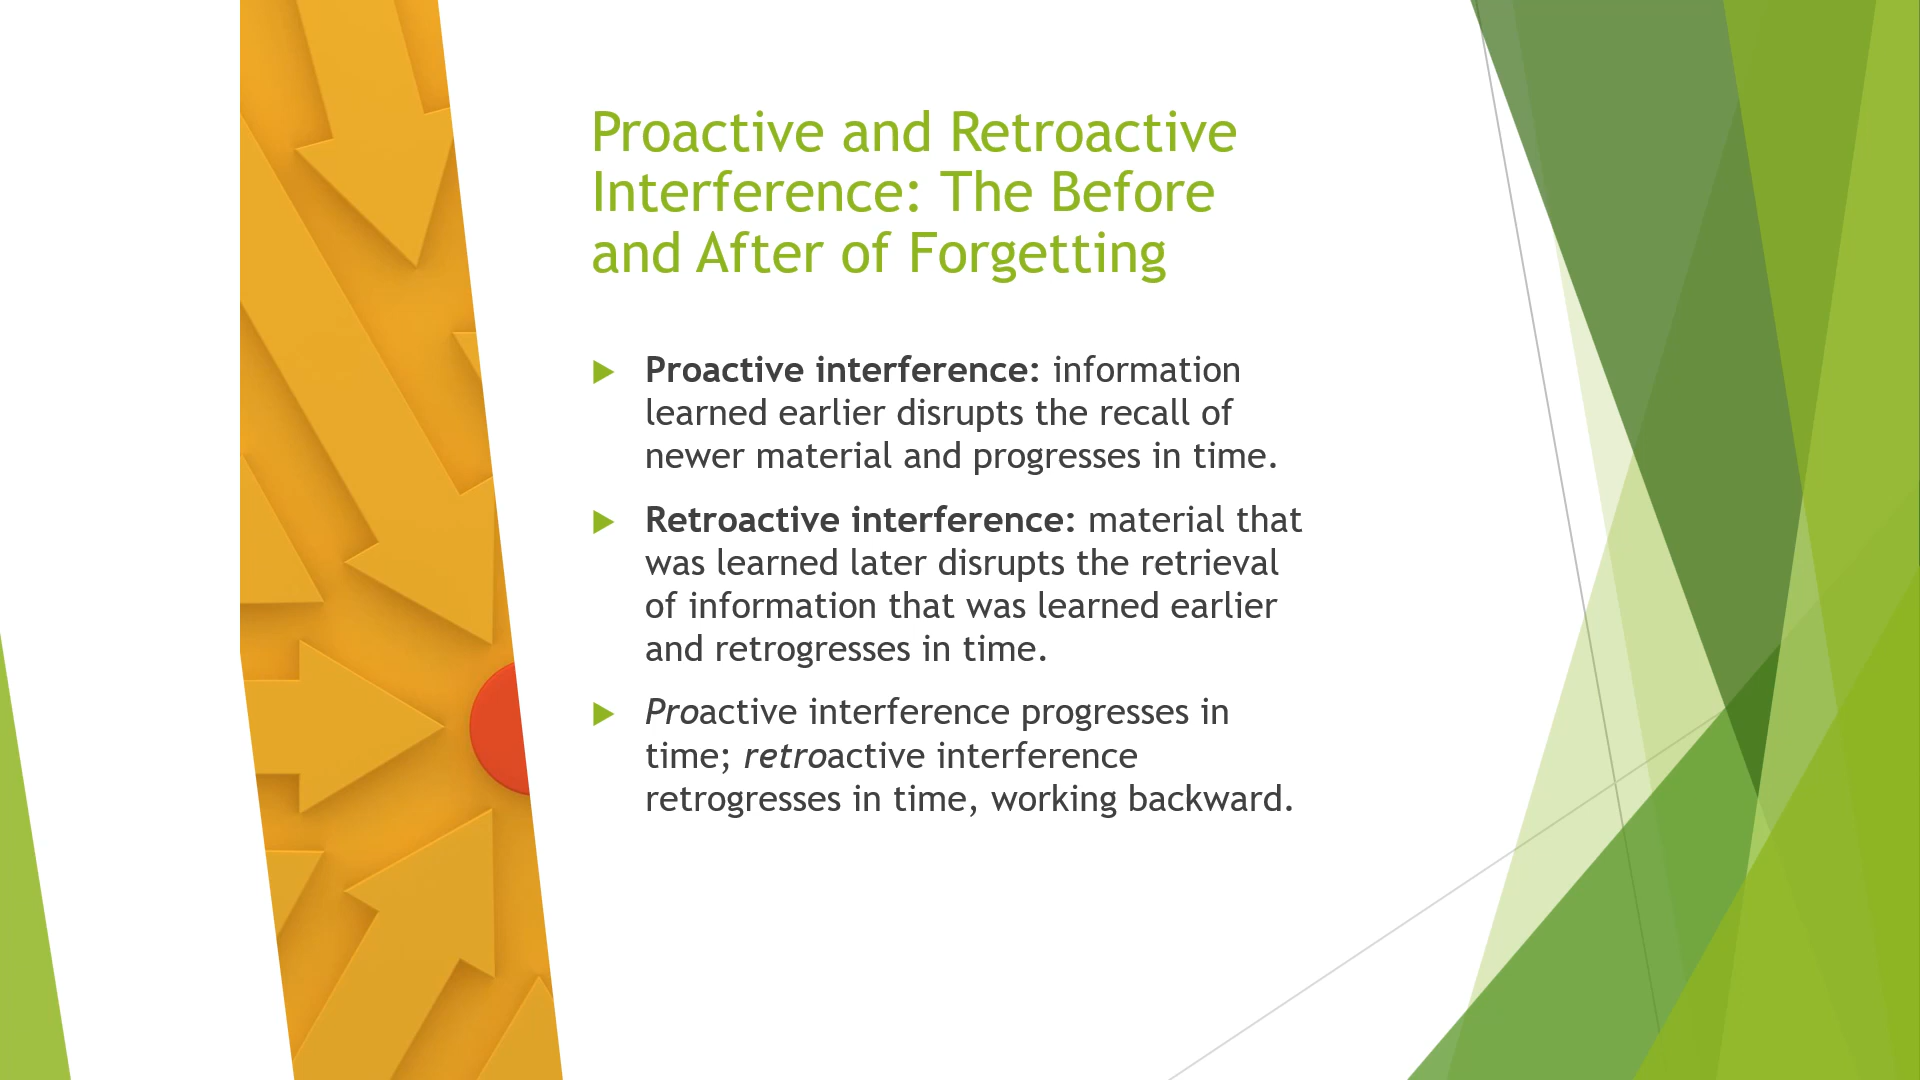 Proactive and Retroactive
Interference: The Before
and After of Forgetting
Proactive interference: information
learned earlier disrupts the recall of
newer material and progresses in time.
Retroactive interference: material that
was learned later disrupts the retrieval
of information that was learned earlier
and retrogresses in time.
Proactive interference progresses in
time; retroactive interference
retrogresses in time, working backward.